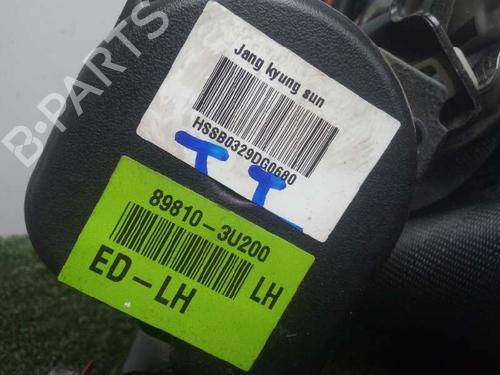 B-PARTS
Jang kyung sun
HSSB0329DG0680
89810-3U200
LH
ED-LH